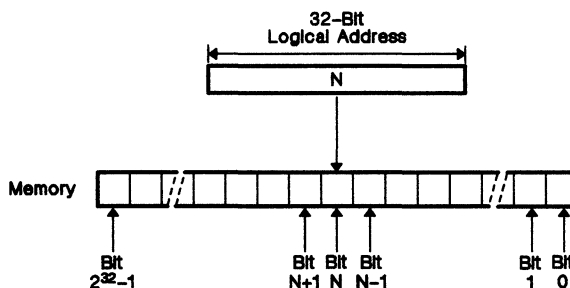 32-Bit
Logical Address
N
Memory
Bit Bit Bit Bit Bit Bit
2³²-1 N+1 N N-1 1 0